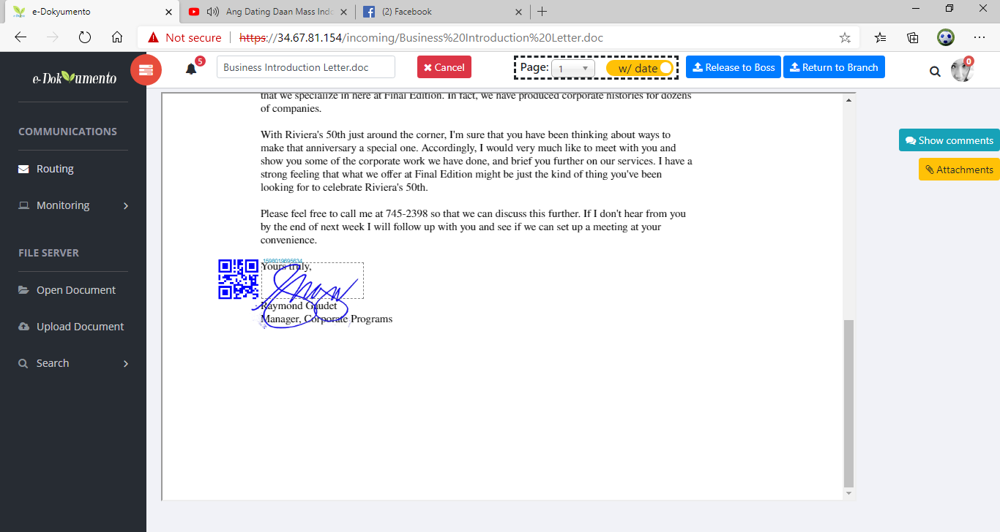 e-Dokyumento
Ang Dating Daan Mass Indo
(2) Facebook
Not secure
https://34.67.81.154/incoming/Business%20Introduction%20Letter.doc
e-Dokyumento
5
Business Introduction Letter.doc
Cancel
Page:
1
w/ date
Release to Boss
Return to Branch
0
COMMUNICATIONS
Routing
Monitoring
FILE SERVER
Open Document
Upload Document
Search
Show comments
Attachments
that we specialize in here at Final Edition. In fact, we have produced corporate histories for dozens
of companies.
With Riviera's 50th just around the corner, I'm sure that you have been thinking about ways to
make that anniversary a special one. Accordingly, I would very much like to meet with you and
show you some of the corporate work we have done, and brief you further on our services. I have a
strong feeling that what we offer at Final Edition might be just the kind of thing you've been
looking for to celebrate Riviera's 50th.
Please feel free to call me at 745-2398 so that we can discuss this further. If I don't hear from you
by the end of next week I will follow up with you and see if we can set up a meeting at your
convenience.
Yours truly,
Raymond Gaudet
Manager, Corporate Programs